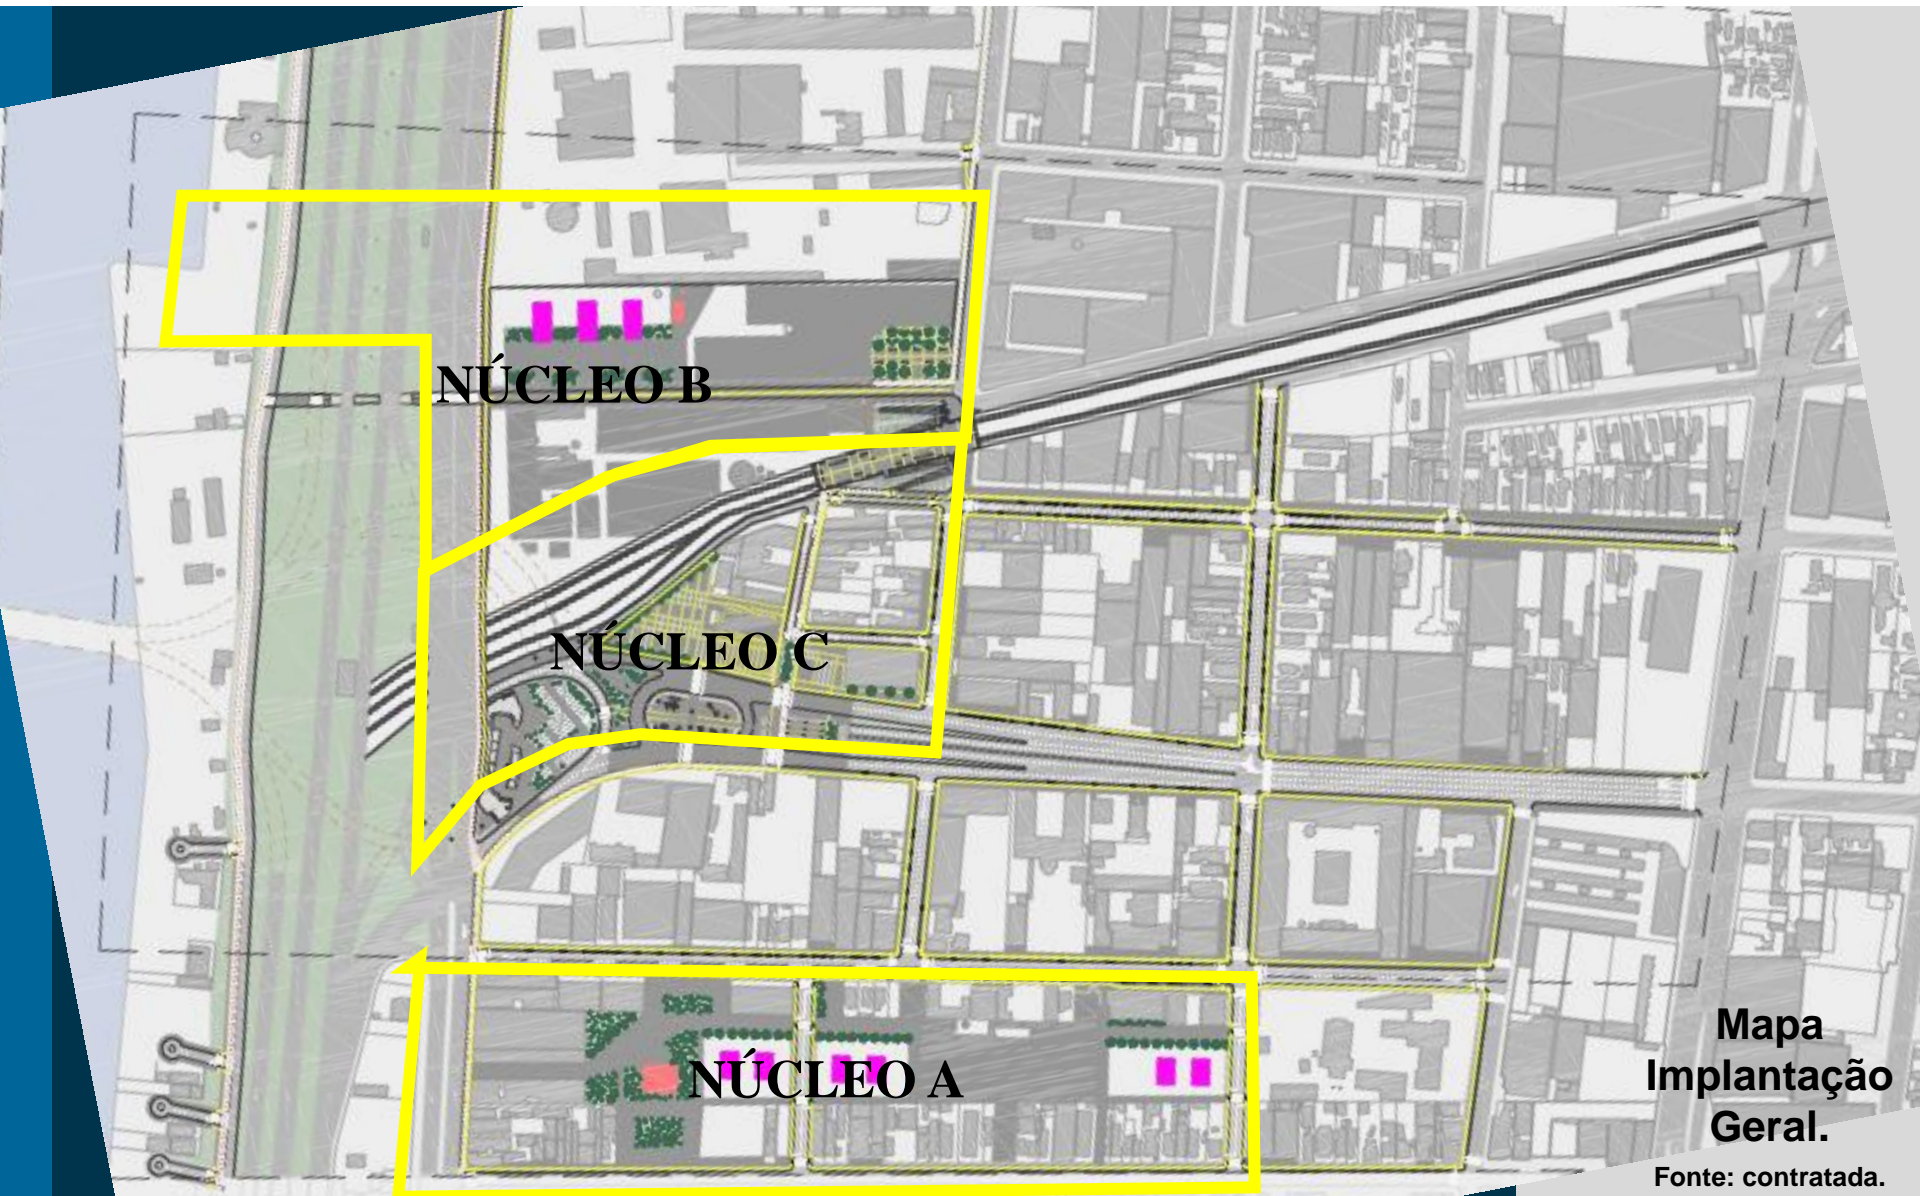 NÚCLEO B
NÚCLEO C
NÚCLEO A
Mapa
Implantação
Geral.
Fonte: contratada.